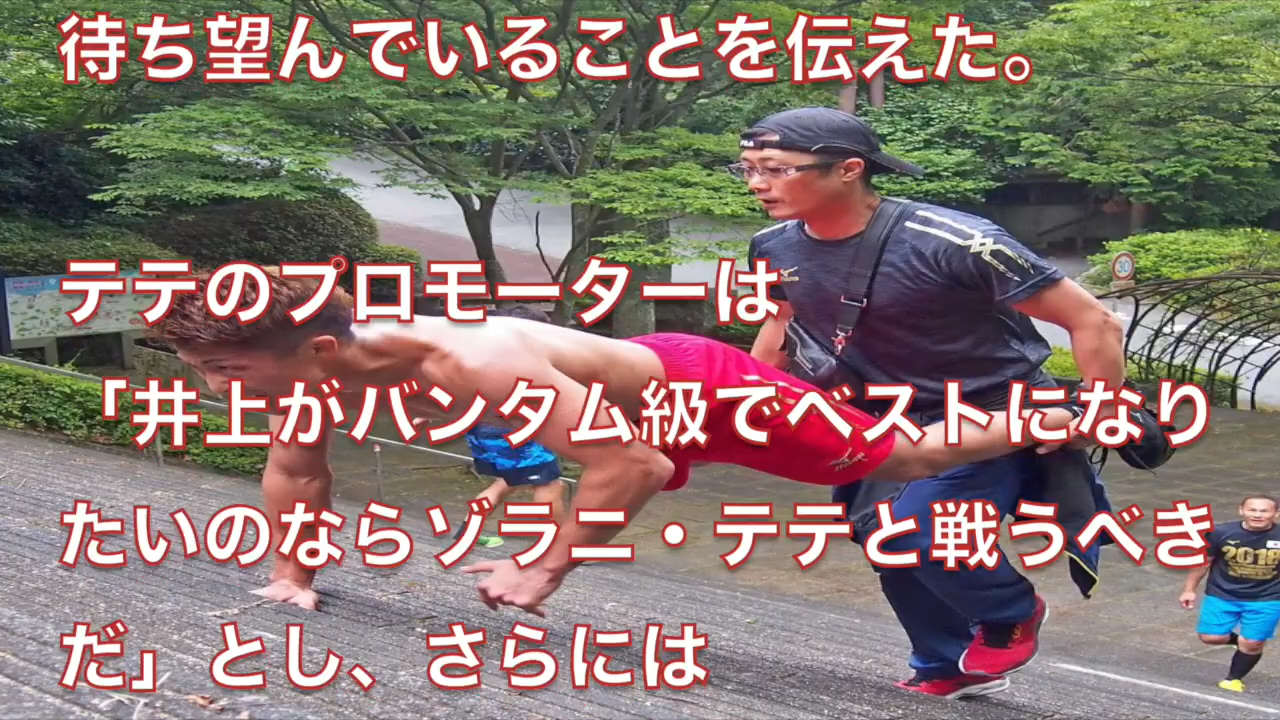 待ち望んでいることを伝えた。
FILA
テテのプロモーターは
30
「井上がバンタム級でベストになり
たいのならゾラニ・テテと戦うべき
2018
だ」とし、さらには